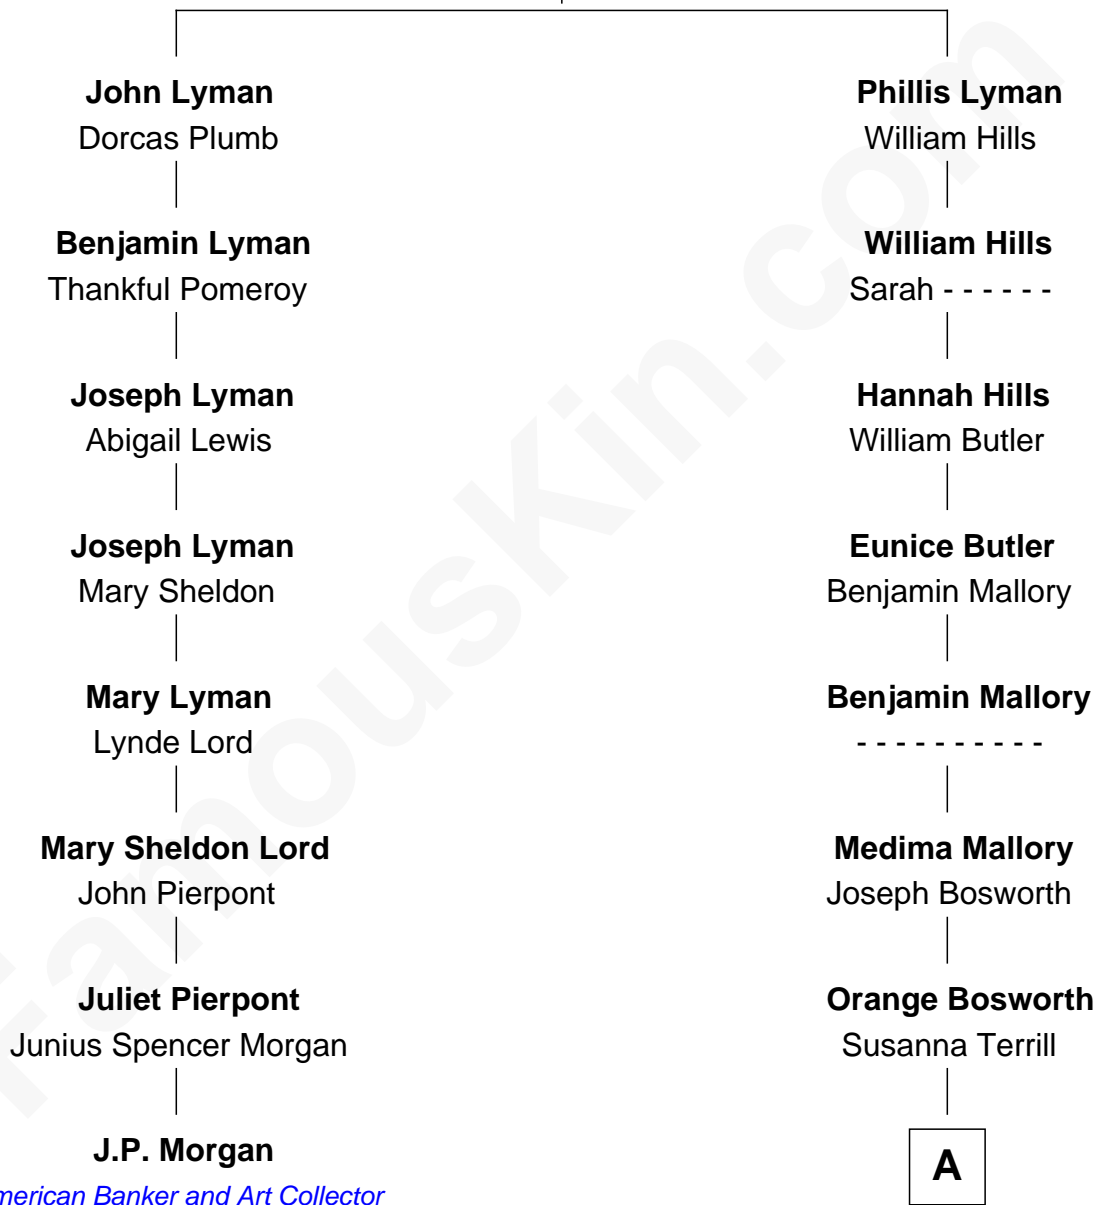 John Lyman
Dorcas Plumb
Phillis Lyman
William Hills
Benjamin Lyman
Thankful Pomeroy
William Hills
Sarah - - - - - -
Joseph Lyman
Abigail Lewis
Hannah Hills
William Butler
Joseph Lyman
Mary Sheldon
Eunice Butler
Benjamin Mallory
Mary Lyman
Lynde Lord
Benjamin Mallory
- - - - - - - - - -
Mary Sheldon Lord
John Pierpont
Medima Mallory
Joseph Bosworth
Juliet Pierpont
Junius Spencer Morgan
Orange Bosworth
Susanna Terrill
J.P. Morgan
merican Banker and Art Collector
A
FamousKin.com